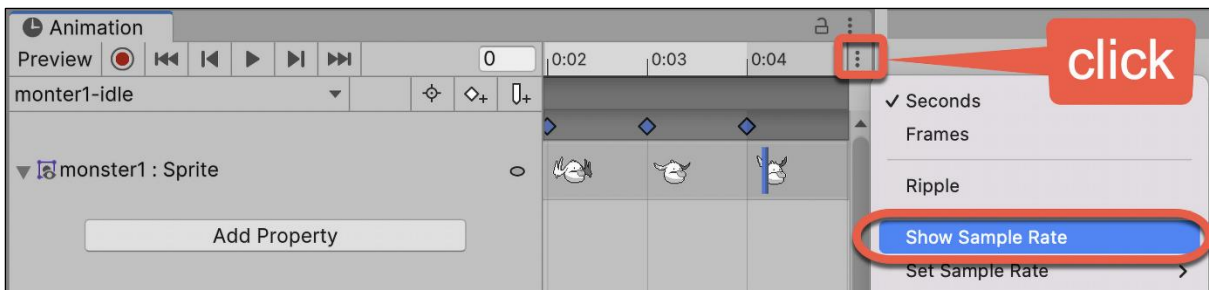 Animation
Preview 0 0:02 0:03 0:04
click
monter1-idle
✓ Seconds
Frames
monster1 : Sprite
Ripple
Add Property
Show Sample Rate
Set Sample Rate >